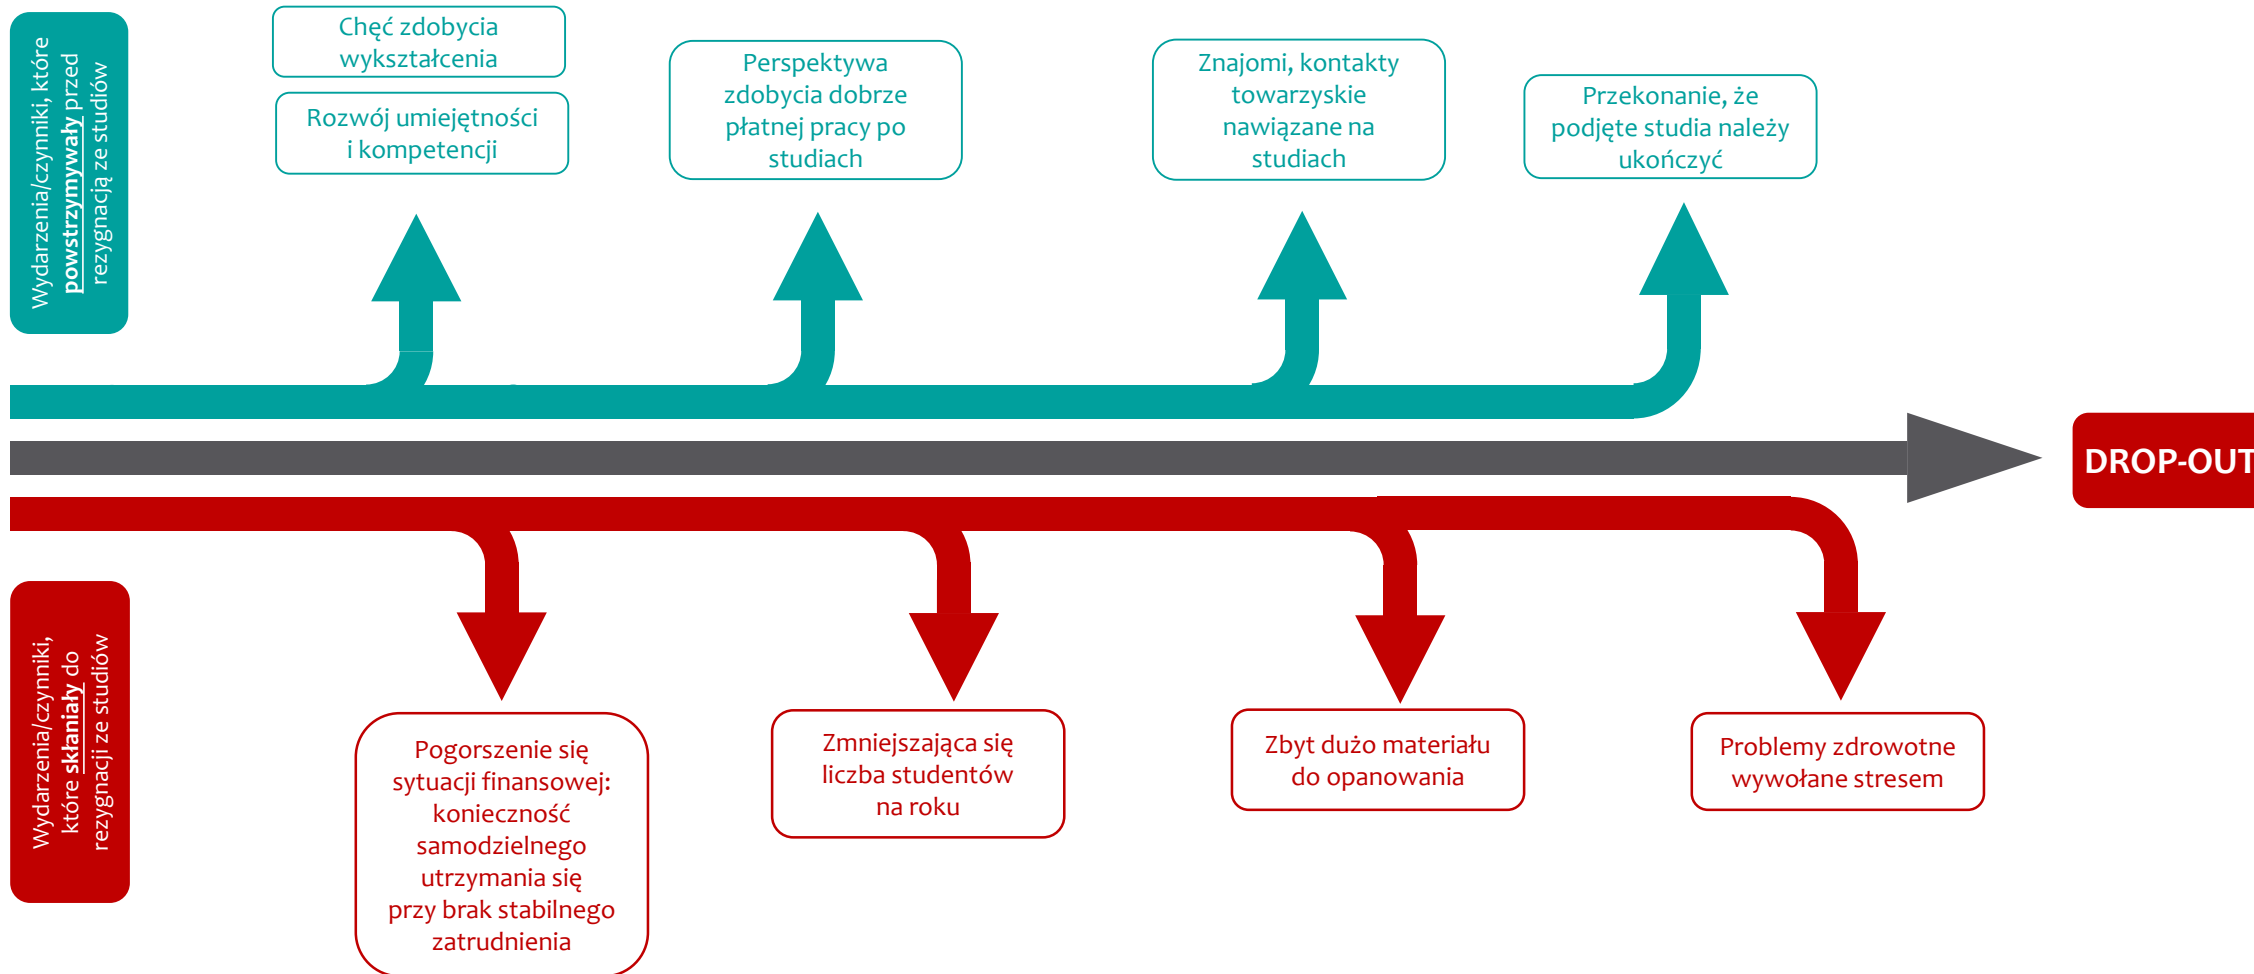 Wydarzenia/czynniki, które
powstrzymywały przed
rezygnacją ze studiów
Chęć zdobycia
wykształcenia
Rozwój umiejętności
i kompetencji
Perspektywa
zdobycia dobrze
płatnej pracy po
studiach
Znajomi, kontakty
towarzyskie
nawiązane na
studiach
Przekonanie, że
podjęte studia należy
ukończyć
DROP-OUT
Wydarzenia/czynniki,
które skłaniały do
rezygnacji ze studiów
Pogorszenie się
sytuacji finansowej:
konieczność
samodzielnego
utrzymania się
przy brak stabilnego
zatrudnienia
Zmniejszająca się
liczba studentów
na roku
Zbyt dużo materiału
do opanowania
Problemy zdrowotne
wywołane stresem